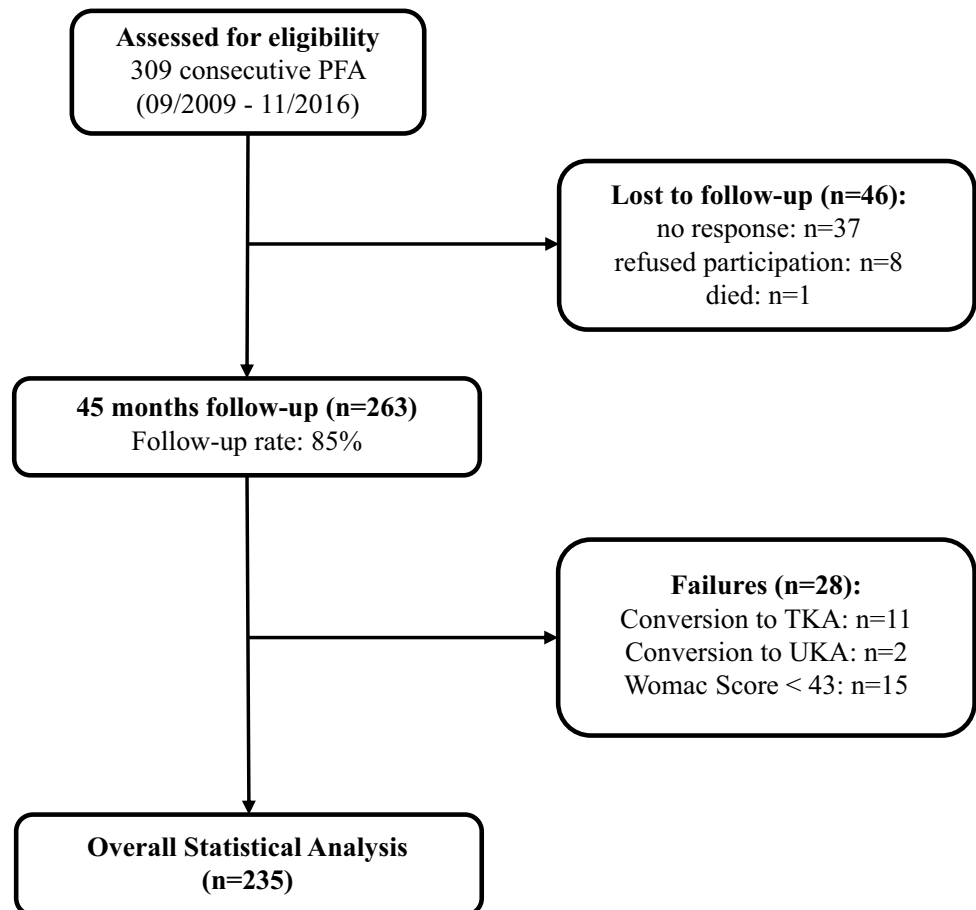 Assessed for eligibility
309 consecutive PFA
(09/2009 - 11/2016)
Lost to follow-up (n=46):
no response: n=37
refused participation: n=8
died: n=1
45 months follow-up (n=263)
Follow-up rate: 85%
Failures (n=28):
Conversion to TKA: n=11
Conversion to UKA: n=2
Womac Score < 43: n=15
Overall Statistical Analysis
(n=235)